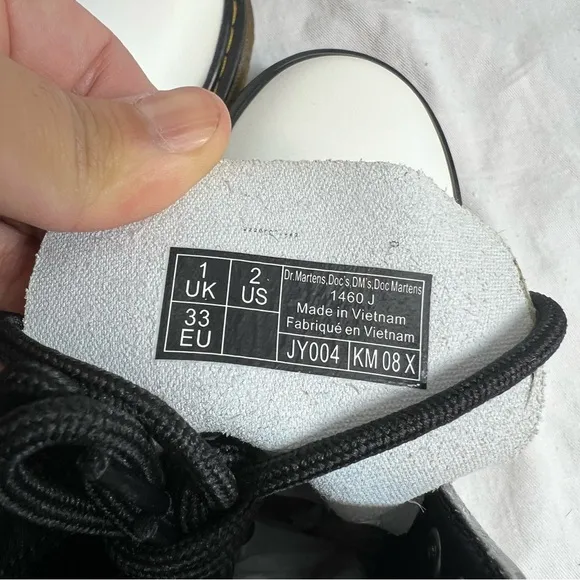 1 UK
2 US
33 EU
Dr.Martens,Doc's,DM's,Doc Martens
1460 J
Made in Vietnam
Fabriqué en Vietnam
JY004
KM 08 X